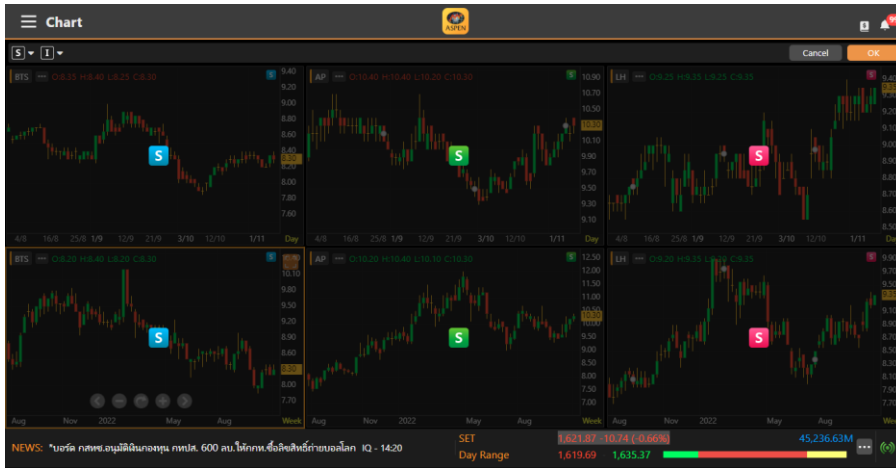 Chart
ASPEN
S I Cancel OK
BTS O:8.35 H:8.40 L:8.25 C:8.30 S
9.40
9.20
9.00
8.80
8.60
8.40
8.30
8.20
8.00
7.80
7.60
4/8 16/8 25/8 1/9 12/9 21/9 3/10 12/10 1/11 Day
S
AP O:10.40 H:10.40 L:10.20 C:10.30 S
10.90
10.70
10.50
10.30
10.10
9.90
9.70
9.50
9.30
9.10
4/8 16/8 25/8 1/9 12/9 21/9 3/10 12/10 1/11 Day
S
LH O:9.25 H:9.35 L:9.25 C:9.35 S
9.40
9.35
9.30
9.20
9.10
9.00
8.90
8.80
8.70
8.60
8.50
4/8 16/8 25/8 1/9 12/9 21/9 3/10 12/10 1/11
S
BTS O:8.20 H:8.40 L:8.20 C:8.30 S
10.10
9.80
9.50
9.20
8.90
8.60
8.30
8.00
7.70
Aug Nov 2022 May Aug Week
S
AP O:10.20 H:10.40 L:10.10 C:10.30 S
12.50
12.00
11.50
11.00
10.50
10.30
10.00
9.50
9.00
8.50
8.00
7.50
7.00
Aug Nov 2022 May Aug Week
S
LH C:9.35 S
9.90
9.70
9.50
9.35
9.10
8.90
8.70
8.50
8.30
8.10
7.90
7.70
Aug Nov 2022 May Aug
S
NEWS: *บอร์ด กสทช.อนุมัติเงินกองทุน กทปส. 600 ลบ.ให้กกท.ซื้อลิขสิทธิ์ถ่ายบอลโลก IQ - 14:20
SET 1,621.87 -10.74 (-0.66%) 45,236.63M
Day Range 1,619.69 - 1,635.37